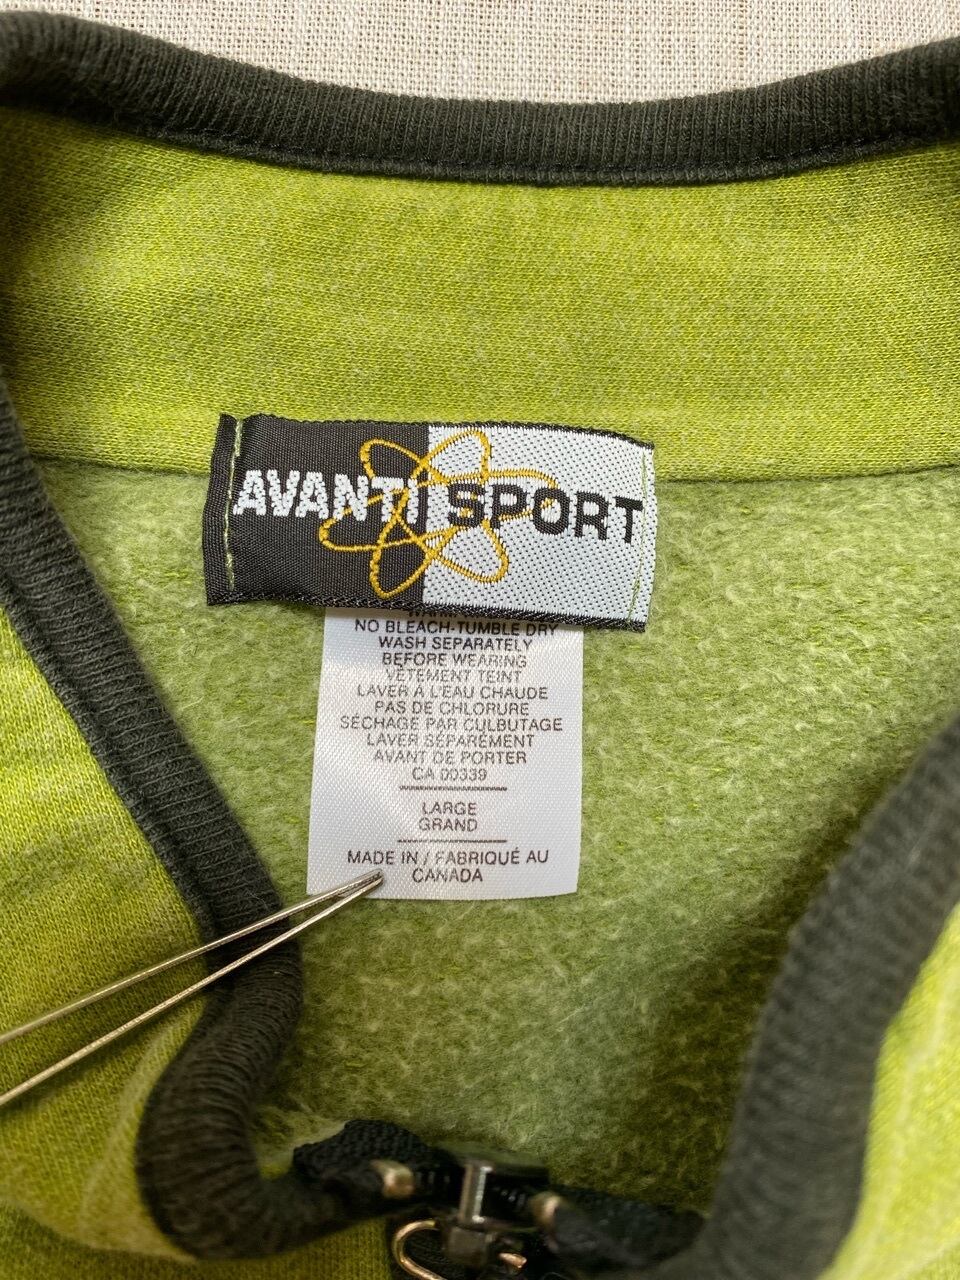 AVANTI SPORT
NO BLEACH-TUMBLE DRY
WASH SEPARATELY
BEFORE WEARING
VÊTEMENT TEINT
LAVER À L'EAU CHAUDE
PAS DE CHLORURE
SÉCHAGE PAR CULBUTAGE
LAVER SÉPARÉMENT
AVANT DE PORTER
CA 00339
LARGE
GRAND
MADE IN / FABRIQUÉ AU
CANADA